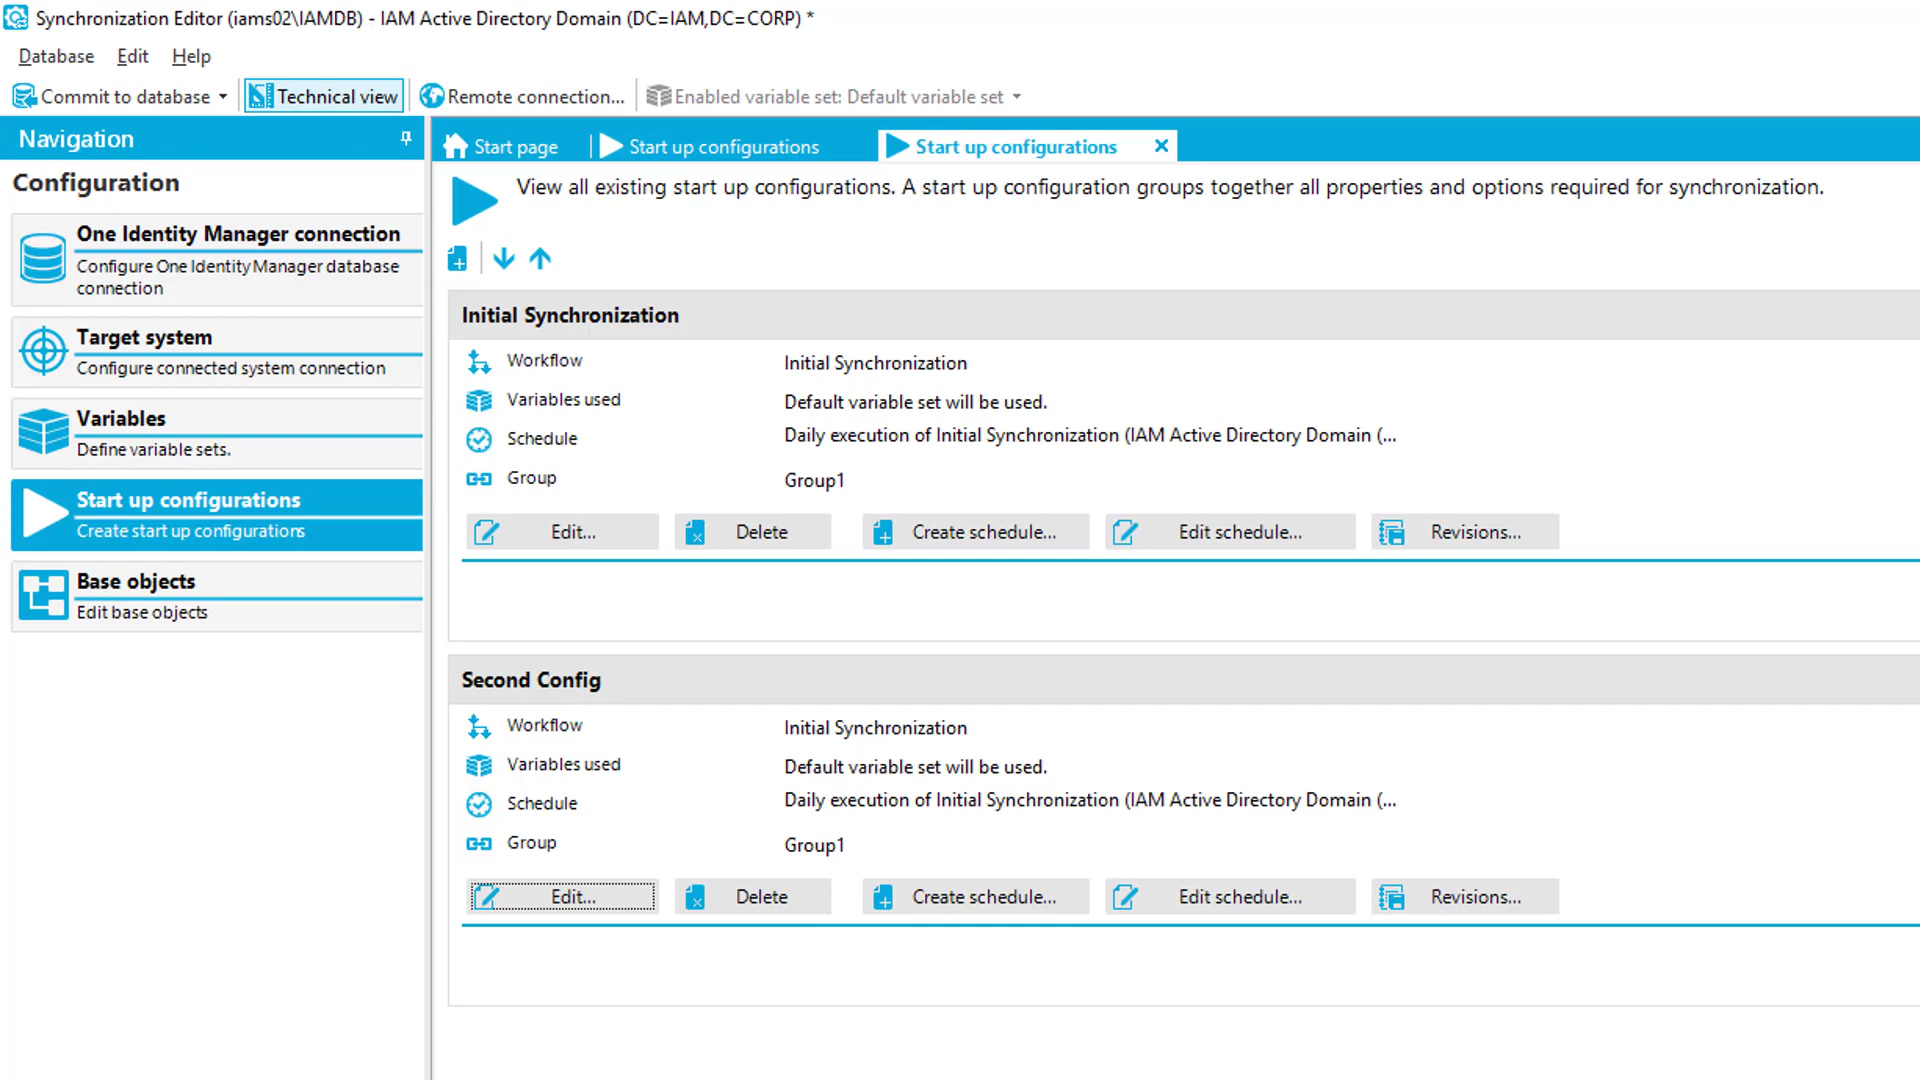 Synchronization Editor (iams02\IAMDB) - IAM Active Directory Domain (DC=IAM,DC=CORP) *
Database Edit Help
Commit to database Technical view Remote connection... Enabled variable set: Default variable set
Navigation
Start page Start up configurations Start up configurations
Configuration
View all existing start up configurations. A start up configuration groups together all properties and options required for synchronization.
One Identity Manager connection
Configure One Identity Manager database
connection
Target system
Configure connected system connection
Variables
Define variable sets.
Start up configurations
Create start up configurations
Base objects
Edit base objects
Initial Synchronization
Workflow Initial Synchronization
Variables used Default variable set will be used.
Schedule Daily execution of Initial Synchronization (IAM Active Directory Domain (...
Group Group1
Edit... Delete Create schedule... Edit schedule... Revisions...
Second Config
Workflow Initial Synchronization
Variables used Default variable set will be used.
Schedule Daily execution of Initial Synchronization (IAM Active Directory Domain (...
Group Group1
Edit... Delete Create schedule... Edit schedule... Revisions...